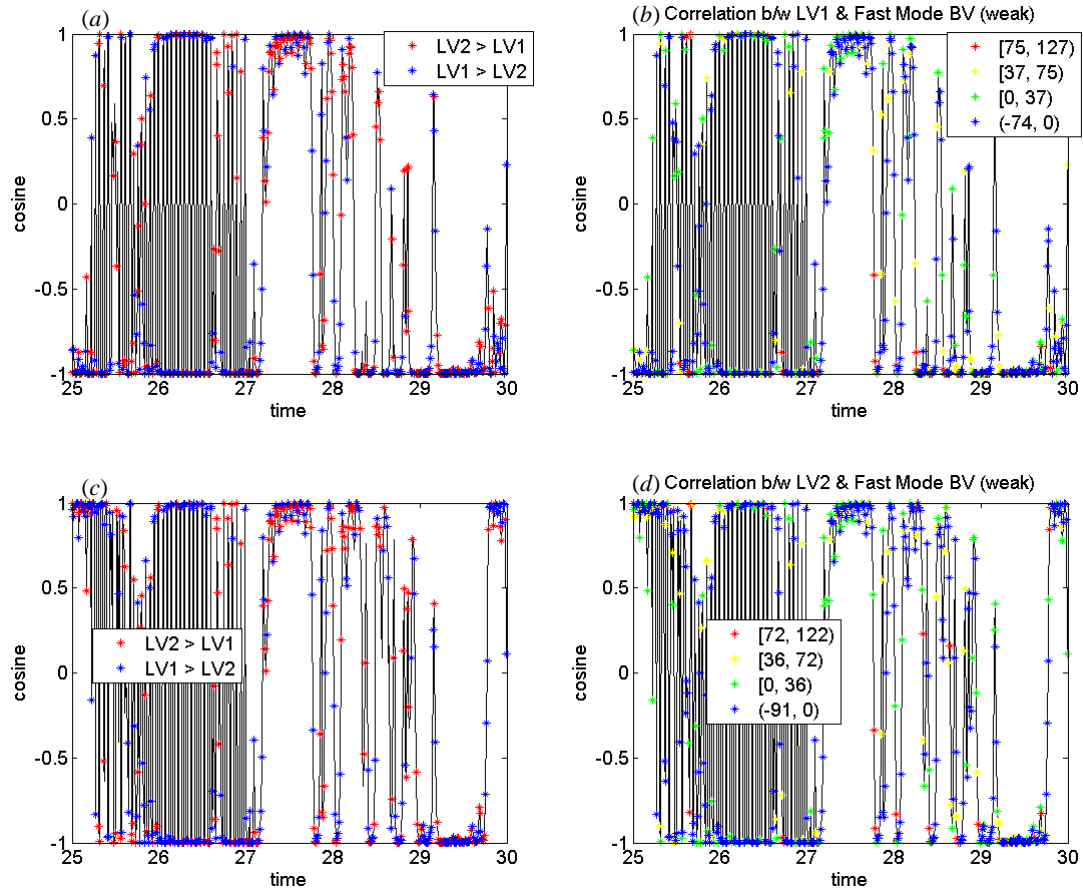 (a)
1
0.5
0
-0.5
-1
cosine
LV2 > LV1
LV1 > LV2
25 26 27 28 29 30
time
(b) Correlation b/w LV1 & Fast Mode BV (weak)
1
0.5
0
-0.5
-1
cosine
[75, 127)
[37, 75)
[0, 37)
(-74, 0)
25 26 27 28 29 30
time
(c)
1
0.5
0
-0.5
-1
cosine
LV2 > LV1
LV1 > LV2
25 26 27 28 29 30
time
(d) Correlation b/w LV2 & Fast Mode BV (weak)
1
0.5
0
-0.5
-1
cosine
[72, 122)
[36, 72)
[0, 36)
(-91, 0)
25 26 27 28 29 30
time